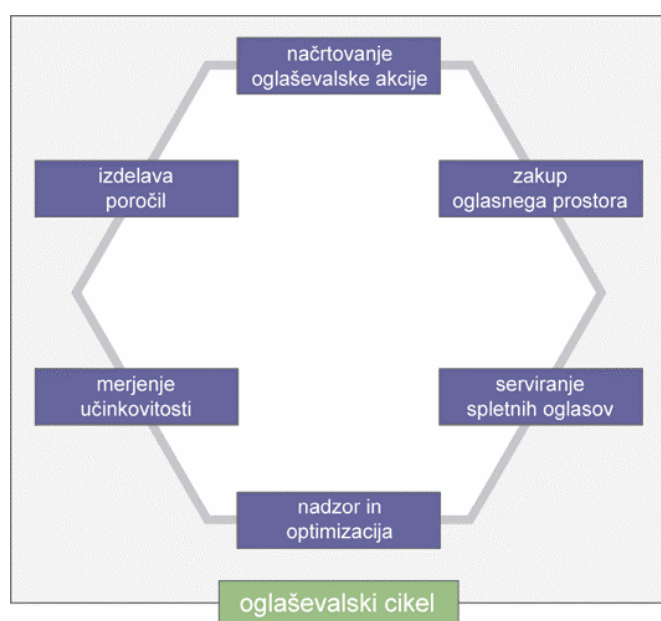 načrtovanje
oglaševalske akcije
izdelava
poročil
zakup
oglasnega prostora
merjenje
učinkovitosti
serviranje
spletnih oglasov
nadzor in
optimizacija
oglaševalski cikel